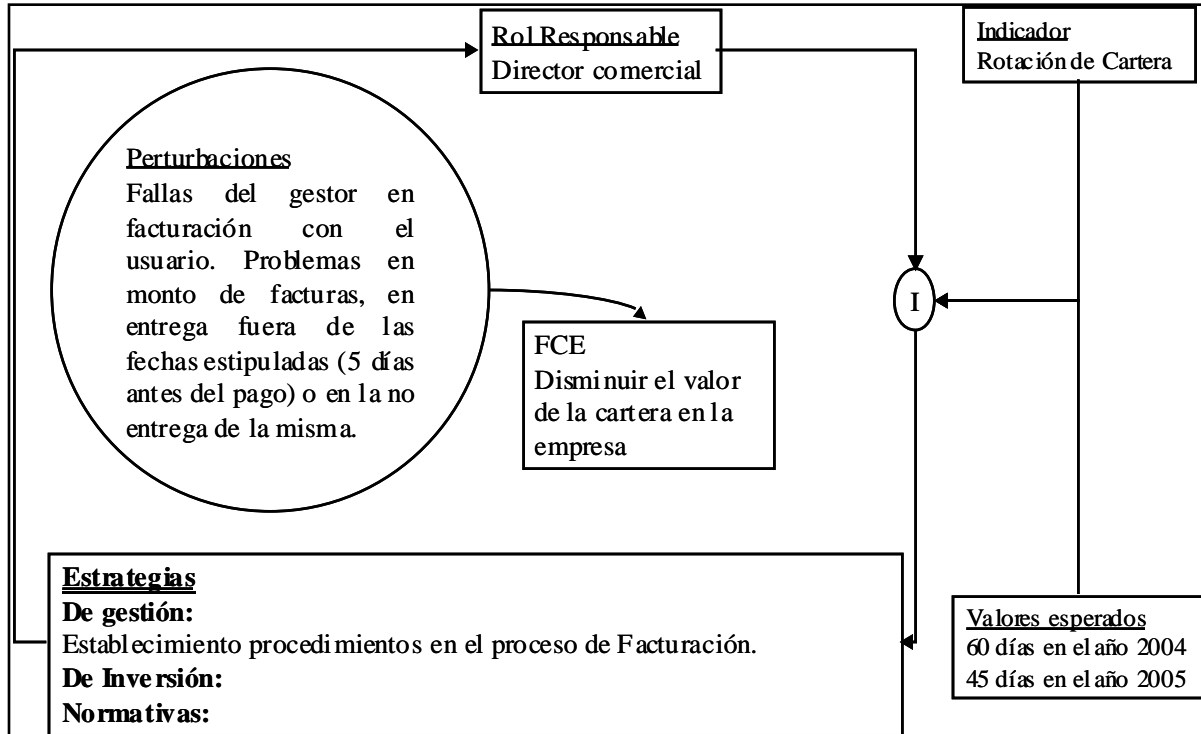 Rol Responsable
Director comercial
Indicador
Rotación de Cartera
Perturbaciones
Fallas del gestor en
facturación con el
usuario. Problemas en
monto de facturas, en
entrega fuera de las
fechas estipuladas (5 días
antes del pago) o en la no
entrega de la misma.
I
FCE
Disminuir el valor
de la cartera en la
empresa
Estrategias
De gestión:
Establecimiento procedimientos en el proceso de Facturación.
De Inversión:
Normativas:
Valores esperados
60 días en el año 2004
45 días en el año 2005